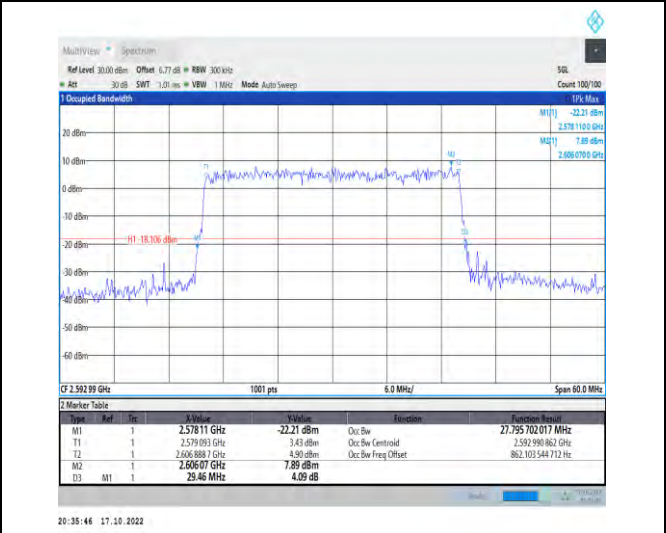 MultiView Spectrum
Ref Level 30.00 dBm Offset 6.77 dB RBW 300 kHz SGL
Att 30 dB SWT 1.01 ms VBW 1 MHz Mode Auto Sweep Count 100/100
1 Occupied Bandwidth 1Pk Max
M1[1] -22.21 dBm
2.578 110 0 GHz
M2[1] 7.89 dBm
2.606 070 0 GHz
20 dBm
M2
T1 T2
10 dBm
0 dBm
-10 dBm
H1 -18.106 dBm
M1 D3
-20 dBm
-30 dBm
-40 dBm
-50 dBm
-60 dBm
CF 2.592 99 GHz 1001 pts 6.0 MHz/ Span 60.0 MHz
2 Marker Table
Type Ref Trc X-Value Y-Value Function Function Result
M1 1 2.578 11 GHz -22.21 dBm Occ Bw 27.795 702 017 MHz
T1 1 2.579 093 GHz 3.43 dBm Occ Bw Centroid 2.592 990 862 GHz
T2 1 2.606 888 7 GHz 4.90 dBm Occ Bw Freq Offset 862.103 544 712 Hz
M2 1 2.606 07 GHz 7.89 dBm
D3 M1 1 29.46 MHz 4.09 dB
20:35:46 17.10.2022